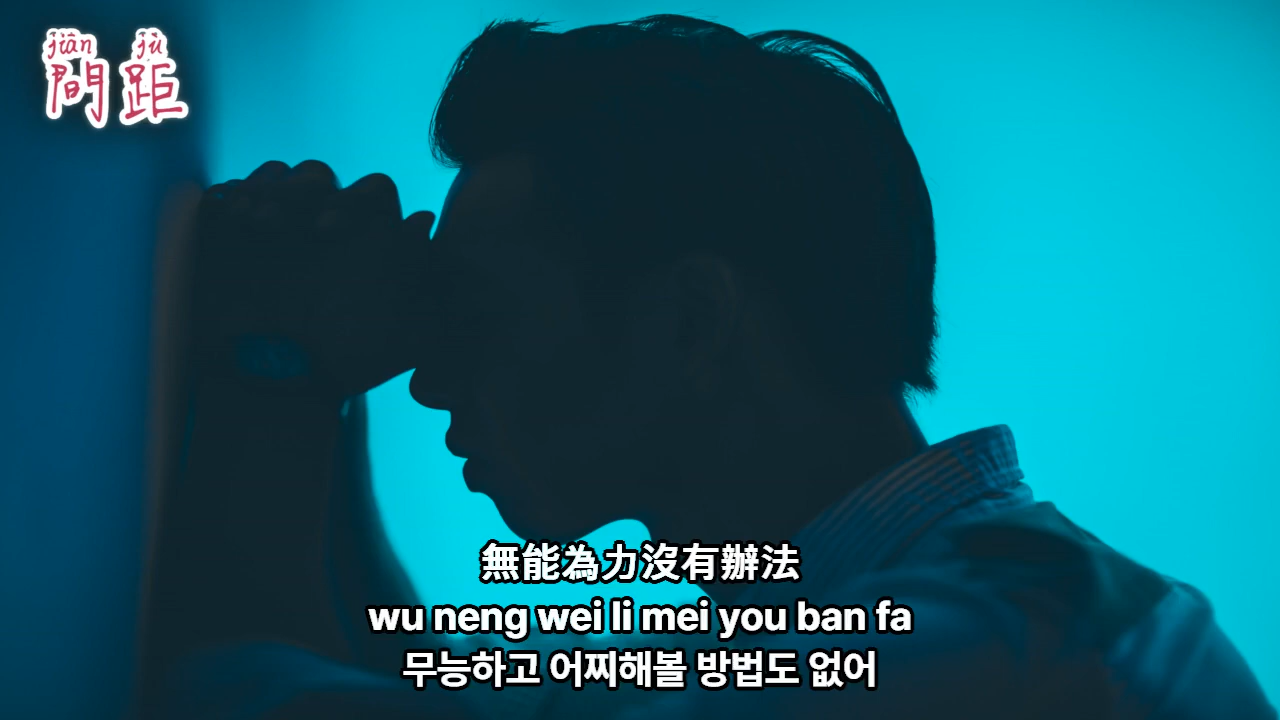 jiàn jù
間距
無能為力沒有辦法
wu neng wei li mei you ban fa
무능하고 어찌해볼 방법도 없어